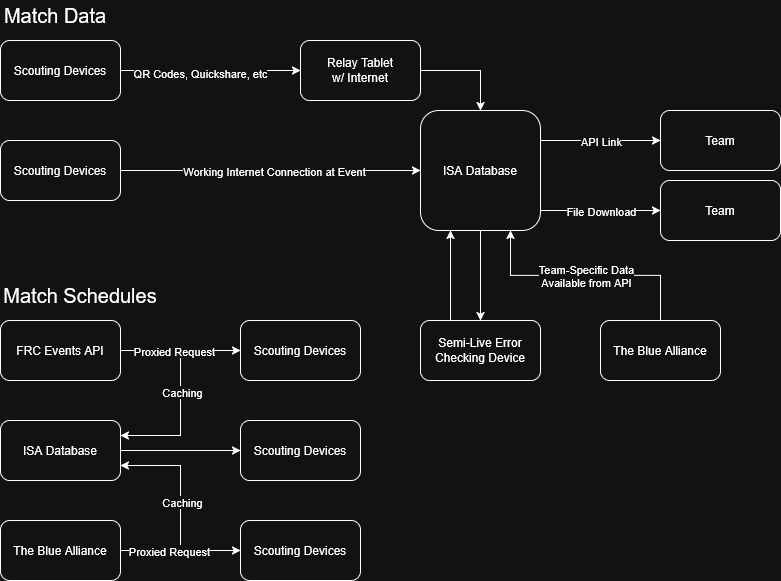 Match Data
Scouting Devices
QR Codes, Quickshare, etc
Relay Tablet
w/ Internet
Scouting Devices
Working Internet Connection at Event
ISA Database
API Link
Team
File Download
Team
Team-Specific Data
Available from API
Semi-Live Error
Checking Device
The Blue Alliance
Match Schedules
FRC Events API
Proxied Request
Scouting Devices
Caching
ISA Database
Scouting Devices
Caching
The Blue Alliance
Proxied Request
Scouting Devices